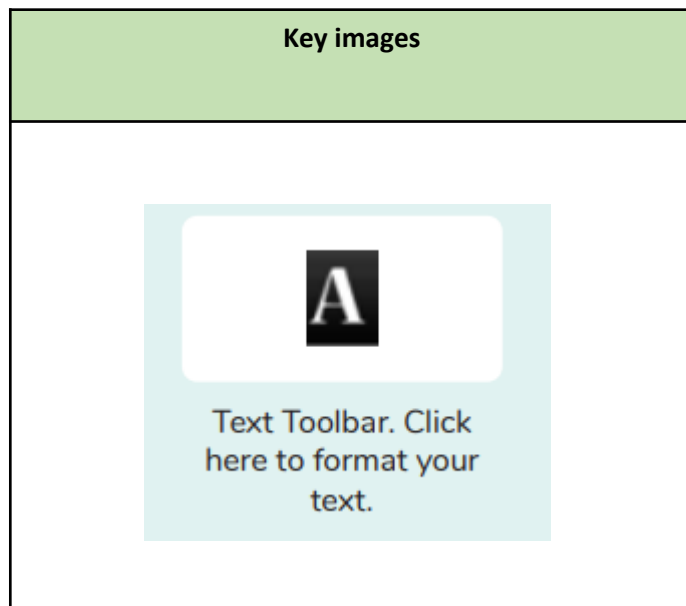 Key images
A
Text Toolbar. Click
here to format your
text.